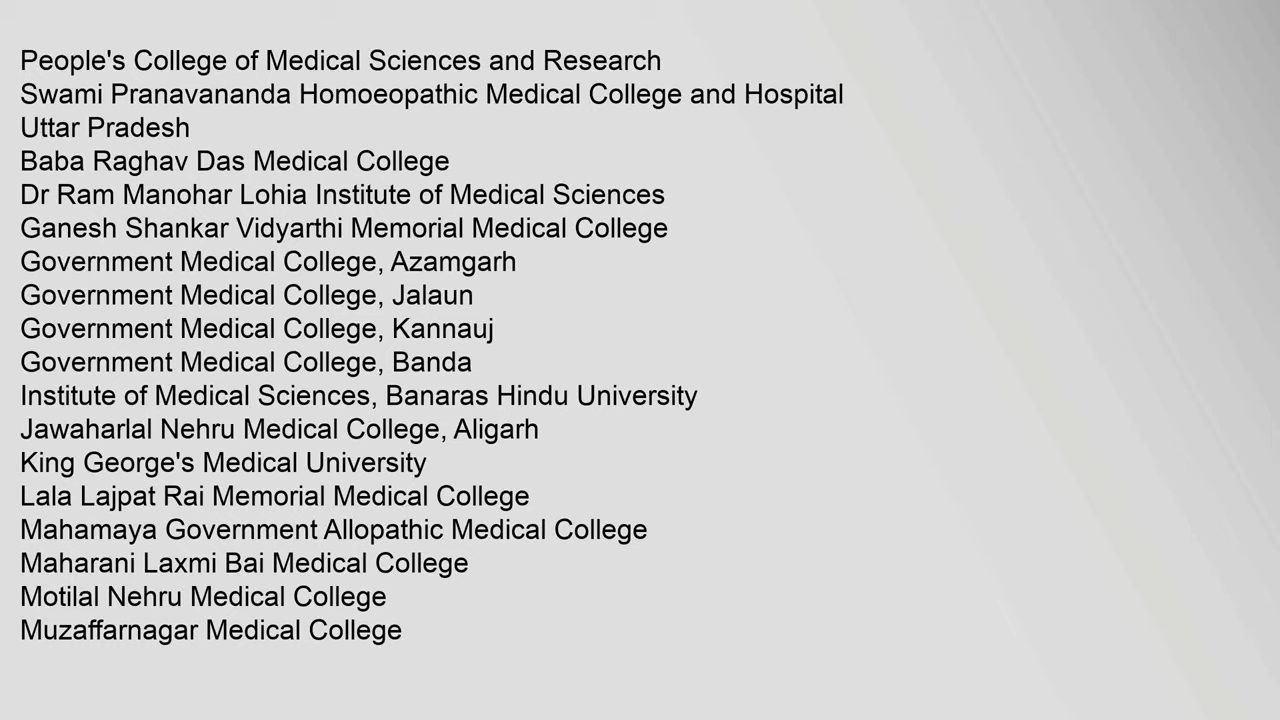 People's College of Medical Sciences and Research
Swami Pranavananda Homoeopathic Medical College and Hospital
Uttar Pradesh
Baba Raghav Das Medical College
Dr Ram Manohar Lohia Institute of Medical Sciences
Ganesh Shankar Vidyarthi Memorial Medical College
Government Medical College, Azamgarh
Government Medical College, Jalaun
Government Medical College, Kannauj
Government Medical College, Banda
Institute of Medical Sciences, Banaras Hindu University
Jawaharlal Nehru Medical College, Aligarh
King George's Medical University
Lala Lajpat Rai Memorial Medical College
Mahamaya Government Allopathic Medical College
Maharani Laxmi Bai Medical College
Motilal Nehru Medical College
Muzaffarnagar Medical College